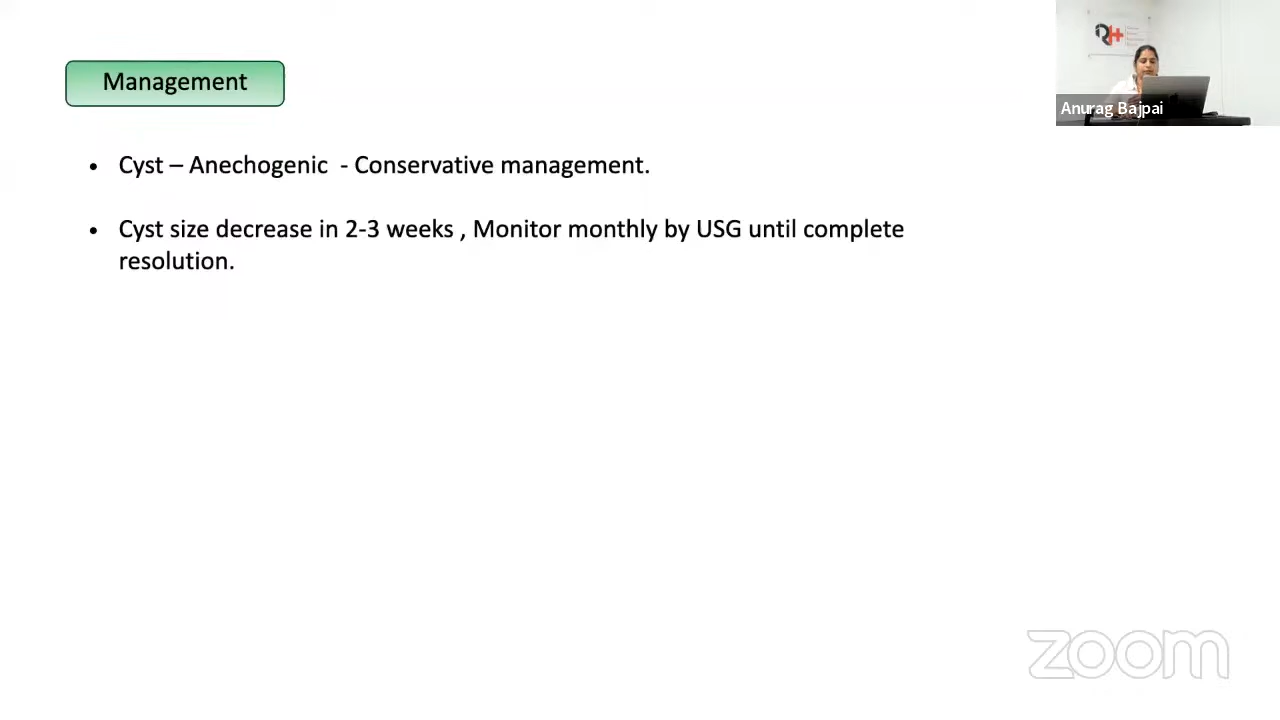 Management
Anurag Bajpai
• Cyst – Anechogenic  - Conservative management.
• Cyst size decrease in 2-3 weeks , Monitor monthly by USG until complete
resolution.
zoom